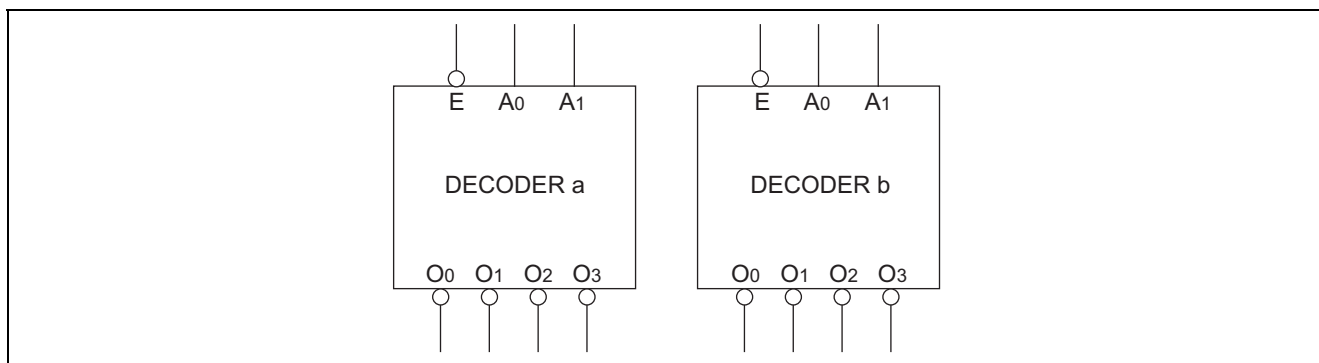 E A0 A1 E A0 A1
DECODER a DECODER b
O0 O1 O2 O3 O0 O1 O2 O3